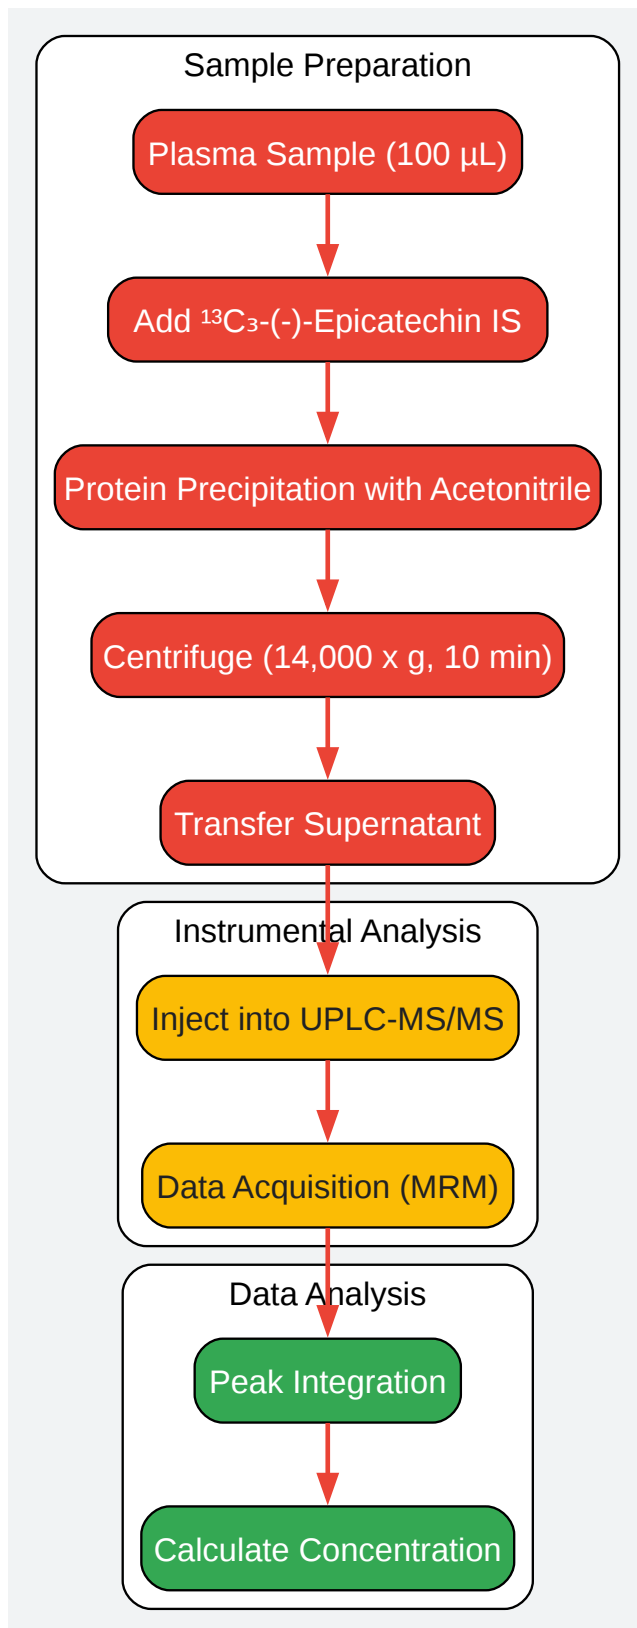 Sample Preparation
Plasma Sample (100 µL)
Add ¹³C₃-(-)-Epicatechin IS
Protein Precipitation with Acetonitrile
Centrifuge (14,000 x g, 10 min)
Transfer Supernatant
Instrumental Analysis
Inject into UPLC-MS/MS
Data Acquisition (MRM)
Data Analysis
Peak Integration
Calculate Concentration